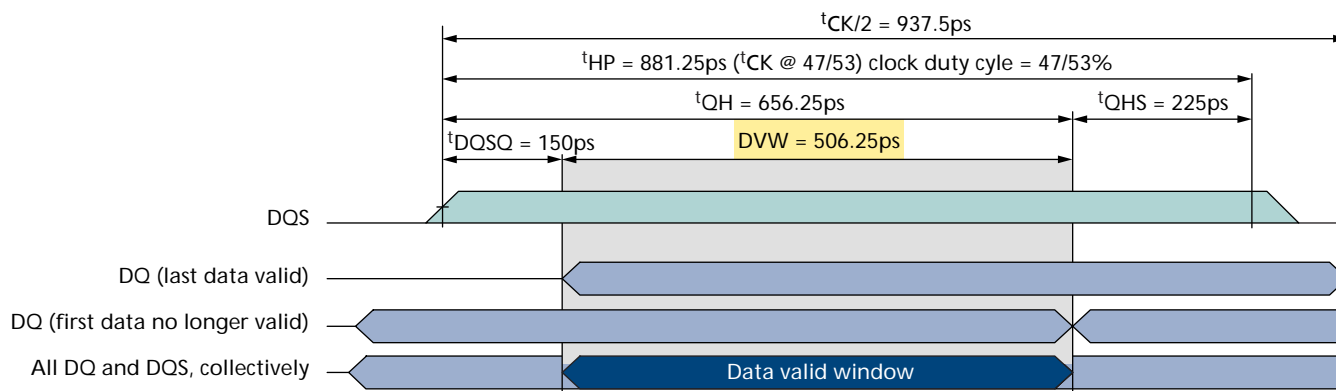 tCK/2 = 937.5ps
tHP = 881.25ps (tCK @ 47/53) clock duty cyle = 47/53%
tQH = 656.25ps
tQHS = 225ps
tDQSQ = 150ps
DVW = 506.25ps
DQS
DQ (last data valid)
DQ (first data no longer valid)
All DQ and DQS, collectively
Data valid window